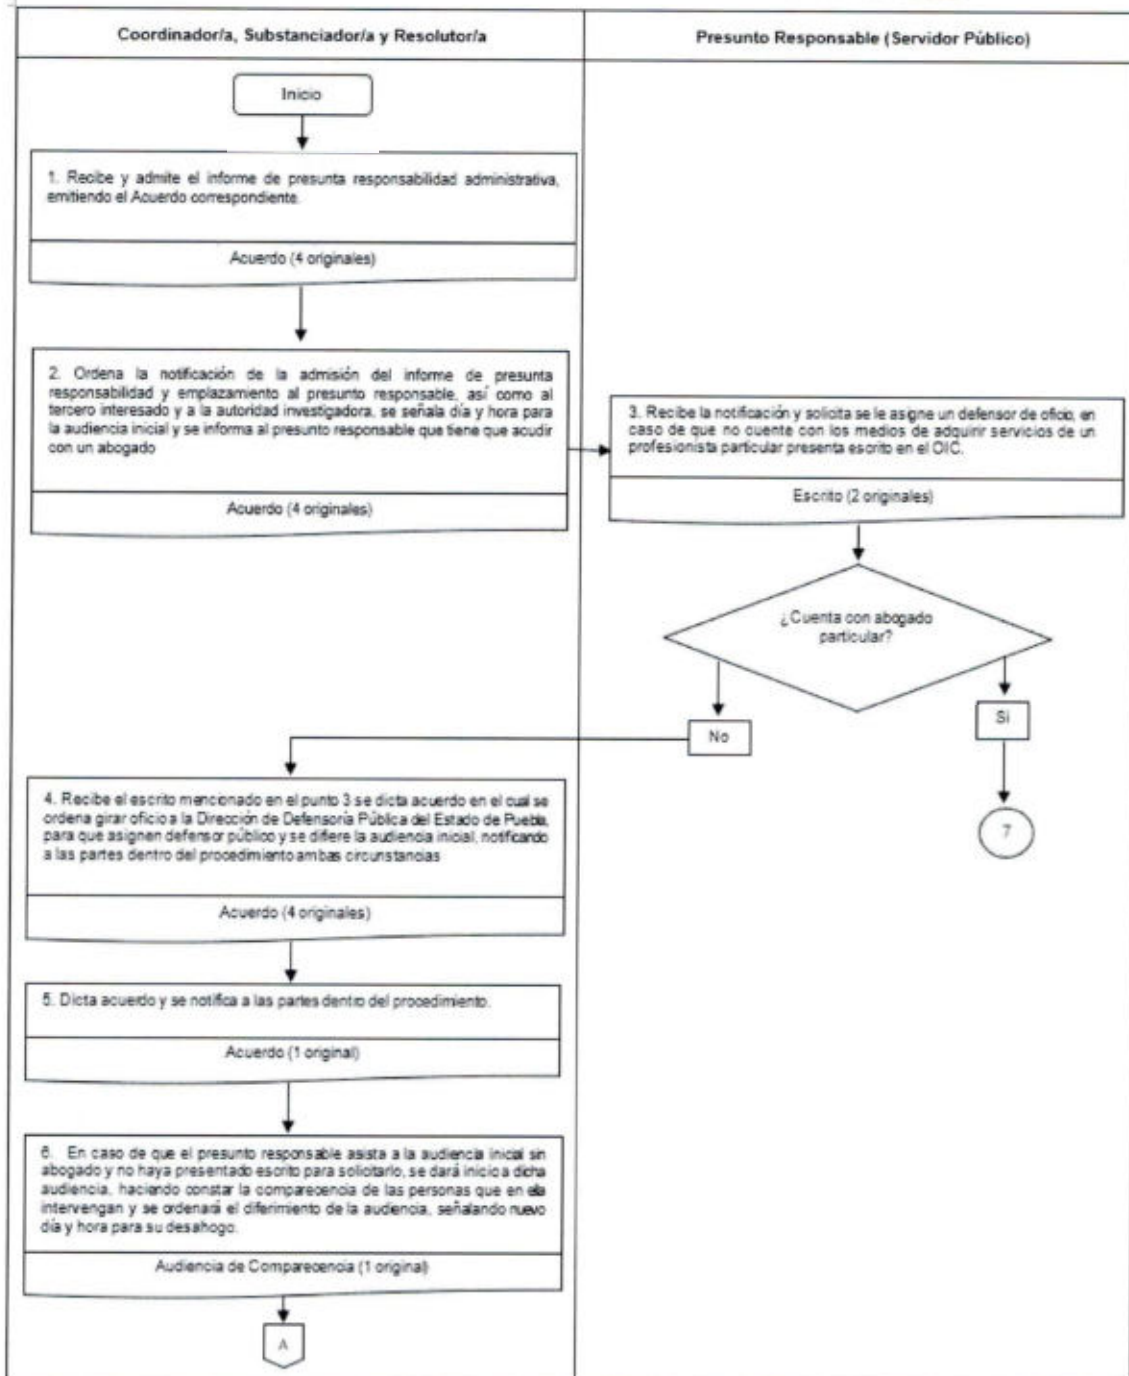 Coordinador/a, Substanciador/a y Resolutor/a
Presunto Responsable (Servidor Público)
Inicio
1. Recibe y admite el informe de presunta responsabilidad administrativa,
emitiendo el Acuerdo correspondiente.
Acuerdo (4 originales)
2. Ordena la notificación de la admisión del informe de presunta
responsabilidad y emplazamiento al presunto responsable, así como al
tercero interesado y a la autoridad investigadora, se señala día y hora para
la audiencia inicial y se informa al presunto responsable que tiene que acudir
con un abogado
Acuerdo (4 originales)
3. Recibe la notificación y solicita se le asigne un defensor de oficio, en
caso de que no cuente con los medios de adquirir servicios de un
profesionista particular presenta escrito en el OIC.
Escrito (2 originales)
¿Cuenta con abogado
particular?
No
Si
7
4. Recibe el escrito mencionado en el punto 3 se dicta acuerdo en el cual se
ordena girar oficio a la Dirección de Defensoría Pública del Estado de Puebla,
para que asignen defensor público y se difiere la audiencia inicial, notificando
a las partes dentro del procedimiento ambas circunstancias
Acuerdo (4 originales)
5. Dicta acuerdo y se notifica a las partes dentro del procedimiento.
Acuerdo (1 original)
6. En caso de que el presunto responsable asista a la audiencia inicial sin
abogado y no haya presentado escrito para solicitarlo, se dará inicio a dicha
audiencia, haciendo constar la comparecencia de las personas que en ella
intervengan y se ordenará el diferimiento de la audiencia, señalando nuevo
día y hora para su desahogo.
Audiencia de Comparecencia (1 original)
A